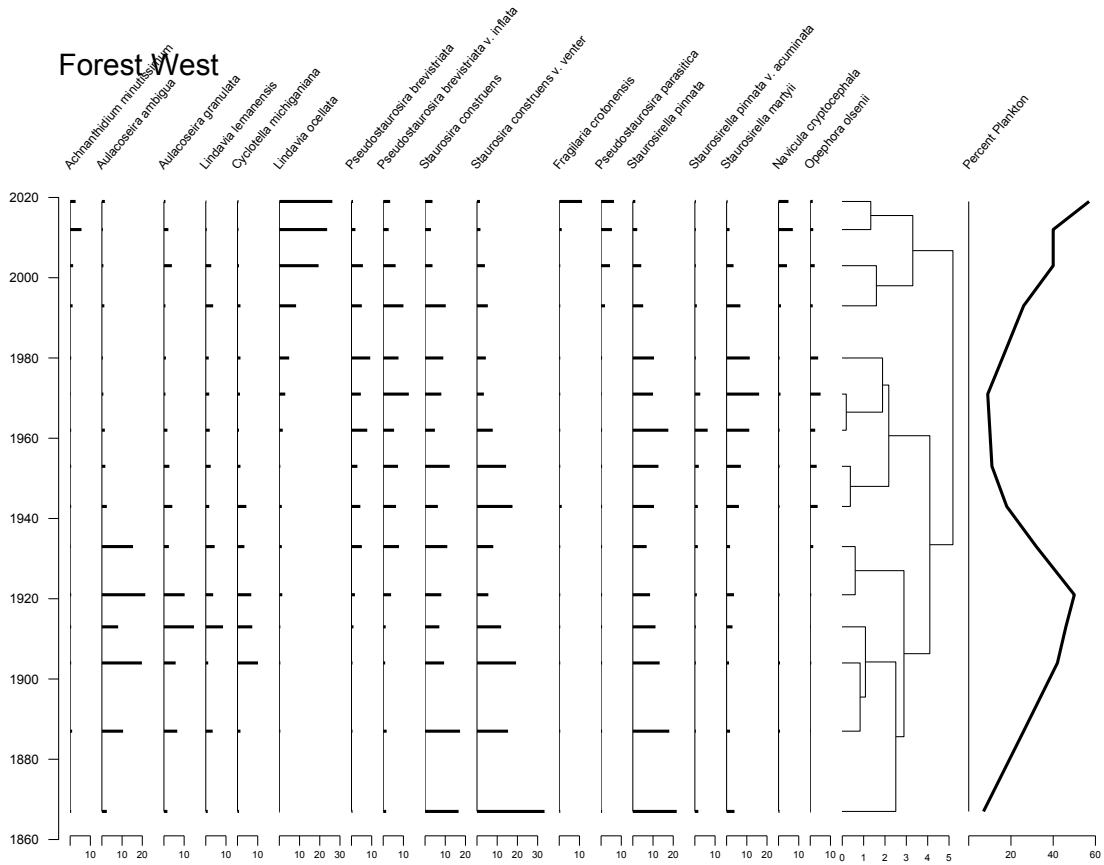 Forest West
Achnanthidium minutissimum
Aulacoseira ambigua
Aulacoseira granulata
Lindavia lemanensis
Cyclotella michiganiana
Lindavia ocellata
Pseudostaurosira brevistriata
Pseudostaurosira brevistriata v. inflata
Staurosira construens
Staurosira construens v. venter
Fragilaria crotonensis
Pseudostaurosira parasitica
Staurosirella pinnata
Staurosirella pinnata v. acuminata
Staurosirella martyii
Navicula cryptocephala
Opephora olsenii
Percent Plankton
2020
2000
1980
1960
1940
1920
1900
1880
1860
10 10 20 10 10 10 10 20 30 10 10 10 20 10 20 30 10 10 10 20 10 10 20 10 10 0 1 2 3 4 5 20 40 60